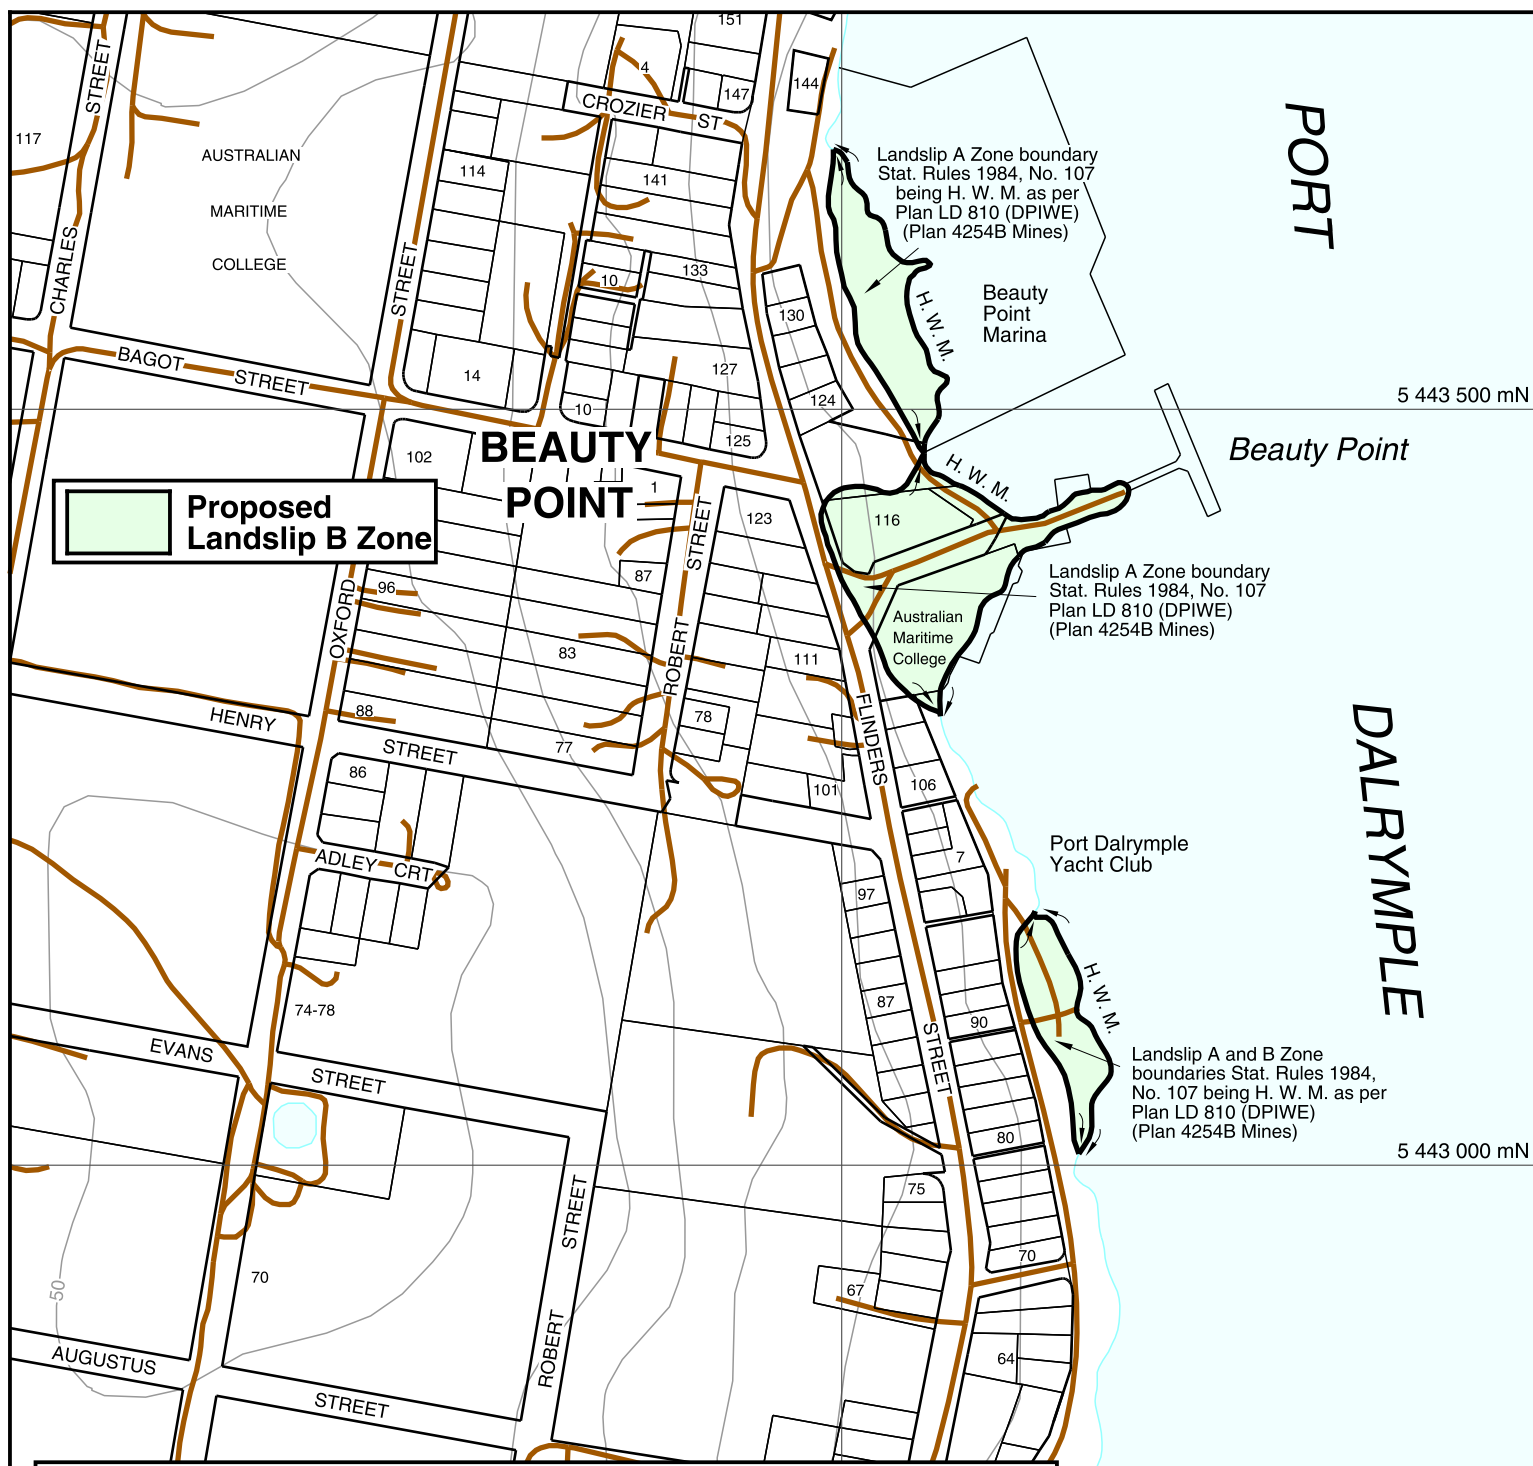 151
4
147
144
STREET
CROZIER ST
117
AUSTRALIAN
MARITIME
COLLEGE
114
141
Landslip A Zone boundary
Stat. Rules 1984, No. 107
being H. W. M. as per
Plan LD 810 (DPIWE)
(Plan 4254B Mines)
PORT
CHARLES
STREET
10
133
130
H. W. M.
Beauty
Point
Marina
BAGOT STREET
14
127
124
10
125
5 443 500 mN
BEAUTY
POINT
102
1
H. W. M.
Beauty Point
Proposed
Landslip B Zone
STREET
123
116
87
96
OXFORD
83
ROBERT
111
Australian
Maritime
College
Landslip A Zone boundary
Stat. Rules 1984, No. 107
Plan LD 810 (DPIWE)
(Plan 4254B Mines)
HENRY
88
STREET
77
78
FLINDERS
DALRYMPLE
86
101
106
ADLEY CRT
7
Port Dalrymple
Yacht Club
97
87
90
H. W. M.
74-78
EVANS
STREET
STREET
80
Landslip A and B Zone
boundaries Stat. Rules 1984,
No. 107 being H. W. M. as per
Plan LD 810 (DPIWE)
(Plan 4254B Mines)
5 443 000 mN
75
STREET
70
70
50
67
ROBERT
64
AUGUSTUS
STREET